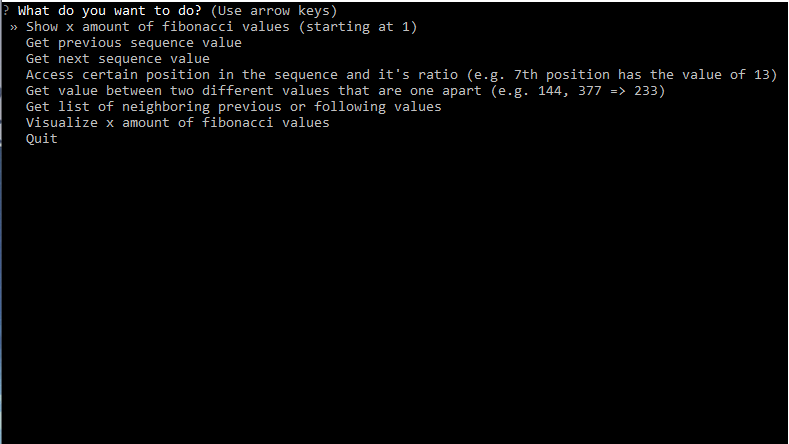 ? What do you want to do? (Use arrow keys)
» Show x amount of fibonacci values (starting at 1)
Get previous sequence value
Get next sequence value
Access certain position in the sequence and it's ratio (e.g. 7th position has the value of 13)
Get value between two different values that are one apart (e.g. 144, 377 => 233)
Get list of neighboring previous or following values
Visualize x amount of fibonacci values
Quit